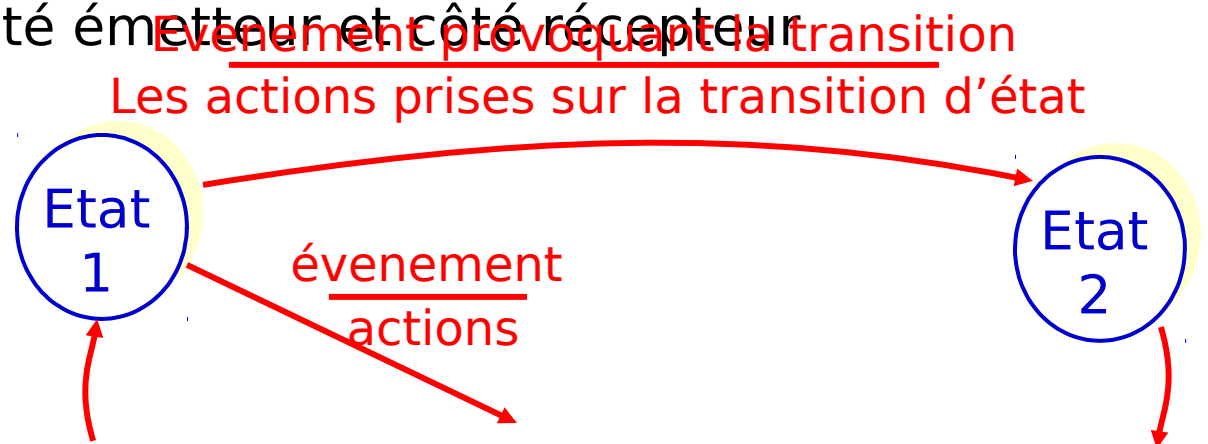 té émetteur et côté récepteur
Evenement provoquant la transition
Les actions prises sur la transition d’état
Etat
1
Etat
2
évenement
actions